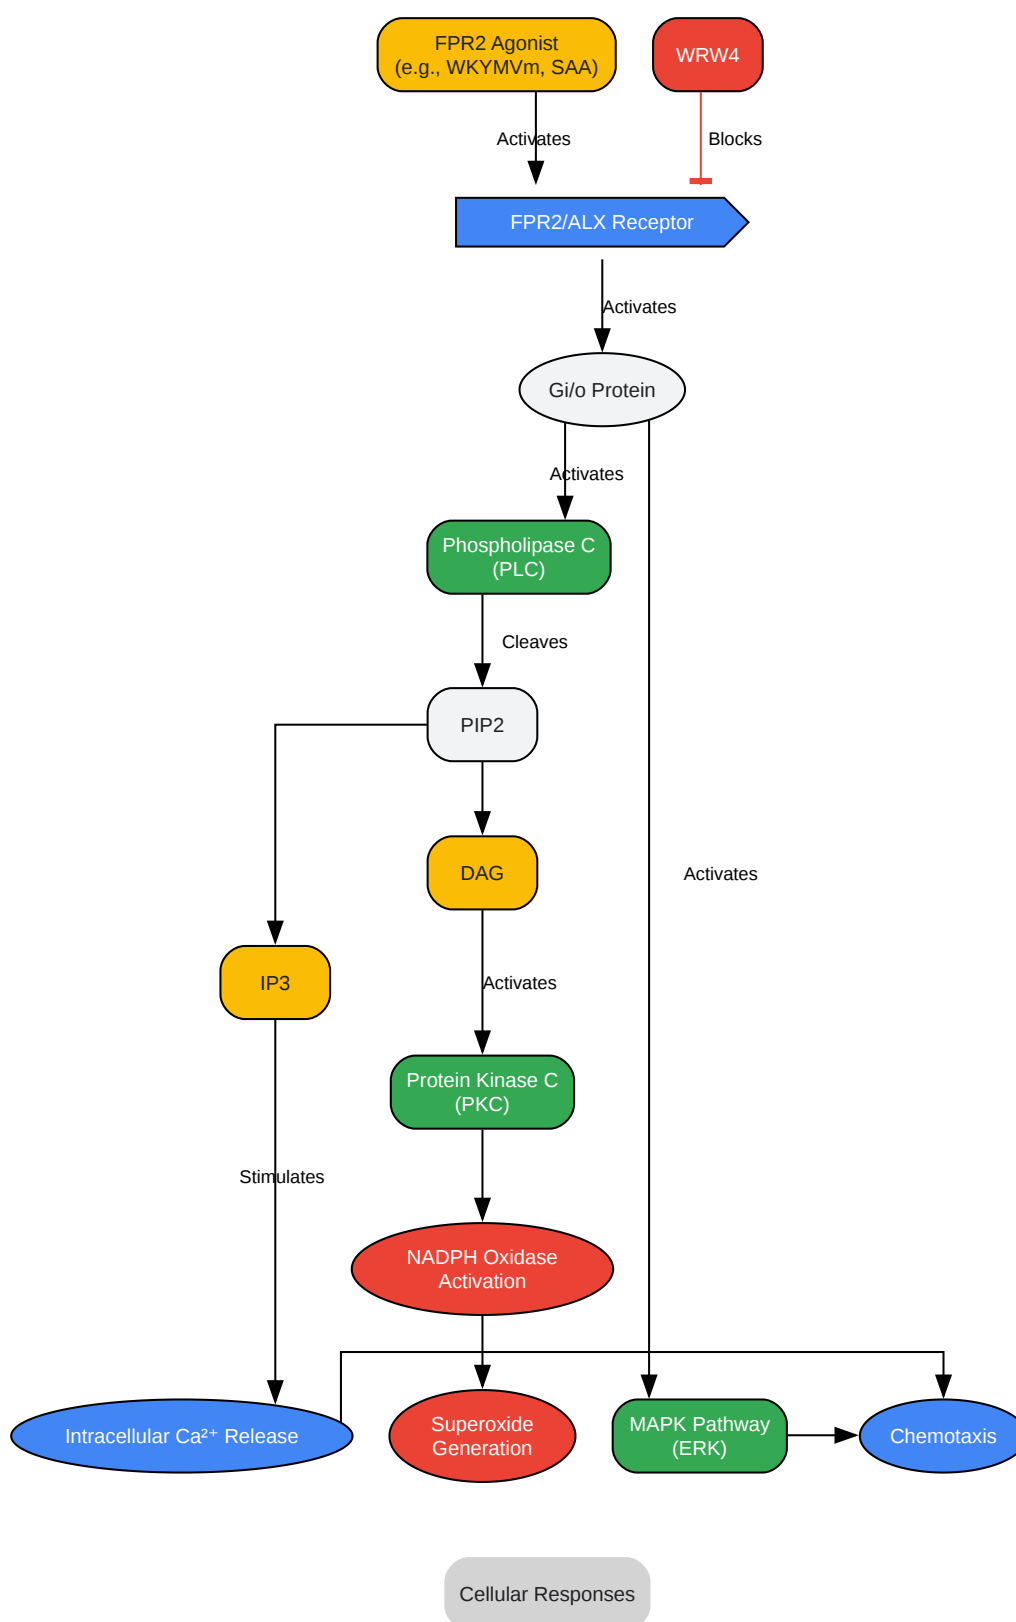 FPR2 Agonist
(e.g., WKYMVm, SAA)
WRW4
Activates
Blocks
FPR2/ALX Receptor
Activates
Gi/o Protein
Activates
Phospholipase C
(PLC)
Cleaves
PIP2
DAG
Activates
IP3
Activates
Protein Kinase C
(PKC)
Stimulates
NADPH Oxidase
Activation
Intracellular Ca²⁺ Release
Superoxide
Generation
MAPK Pathway
(ERK)
Chemotaxis
Cellular Responses